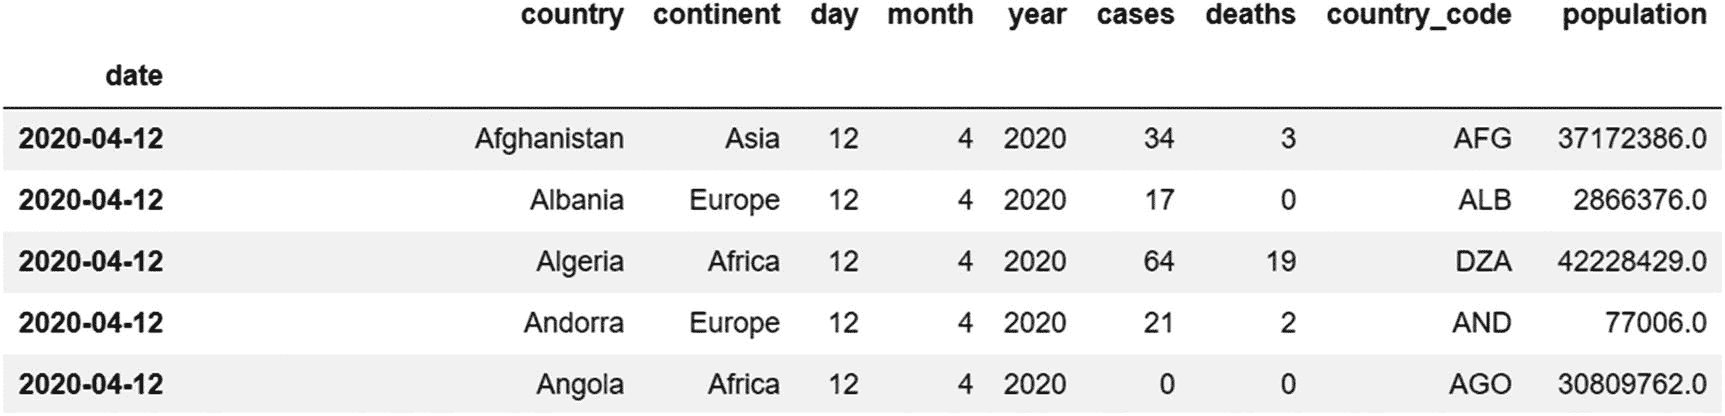 country continent day month year cases deaths country_code population
date
2020-04-12 Afghanistan Asia 12 4 2020 34 3 AFG 37172386.0
2020-04-12 Albania Europe 12 4 2020 17 0 ALB 2866376.0
2020-04-12 Algeria Africa 12 4 2020 64 19 DZA 42228429.0
2020-04-12 Andorra Europe 12 4 2020 21 2 AND 77006.0
2020-04-12 Angola Africa 12 4 2020 0 0 AGO 30809762.0